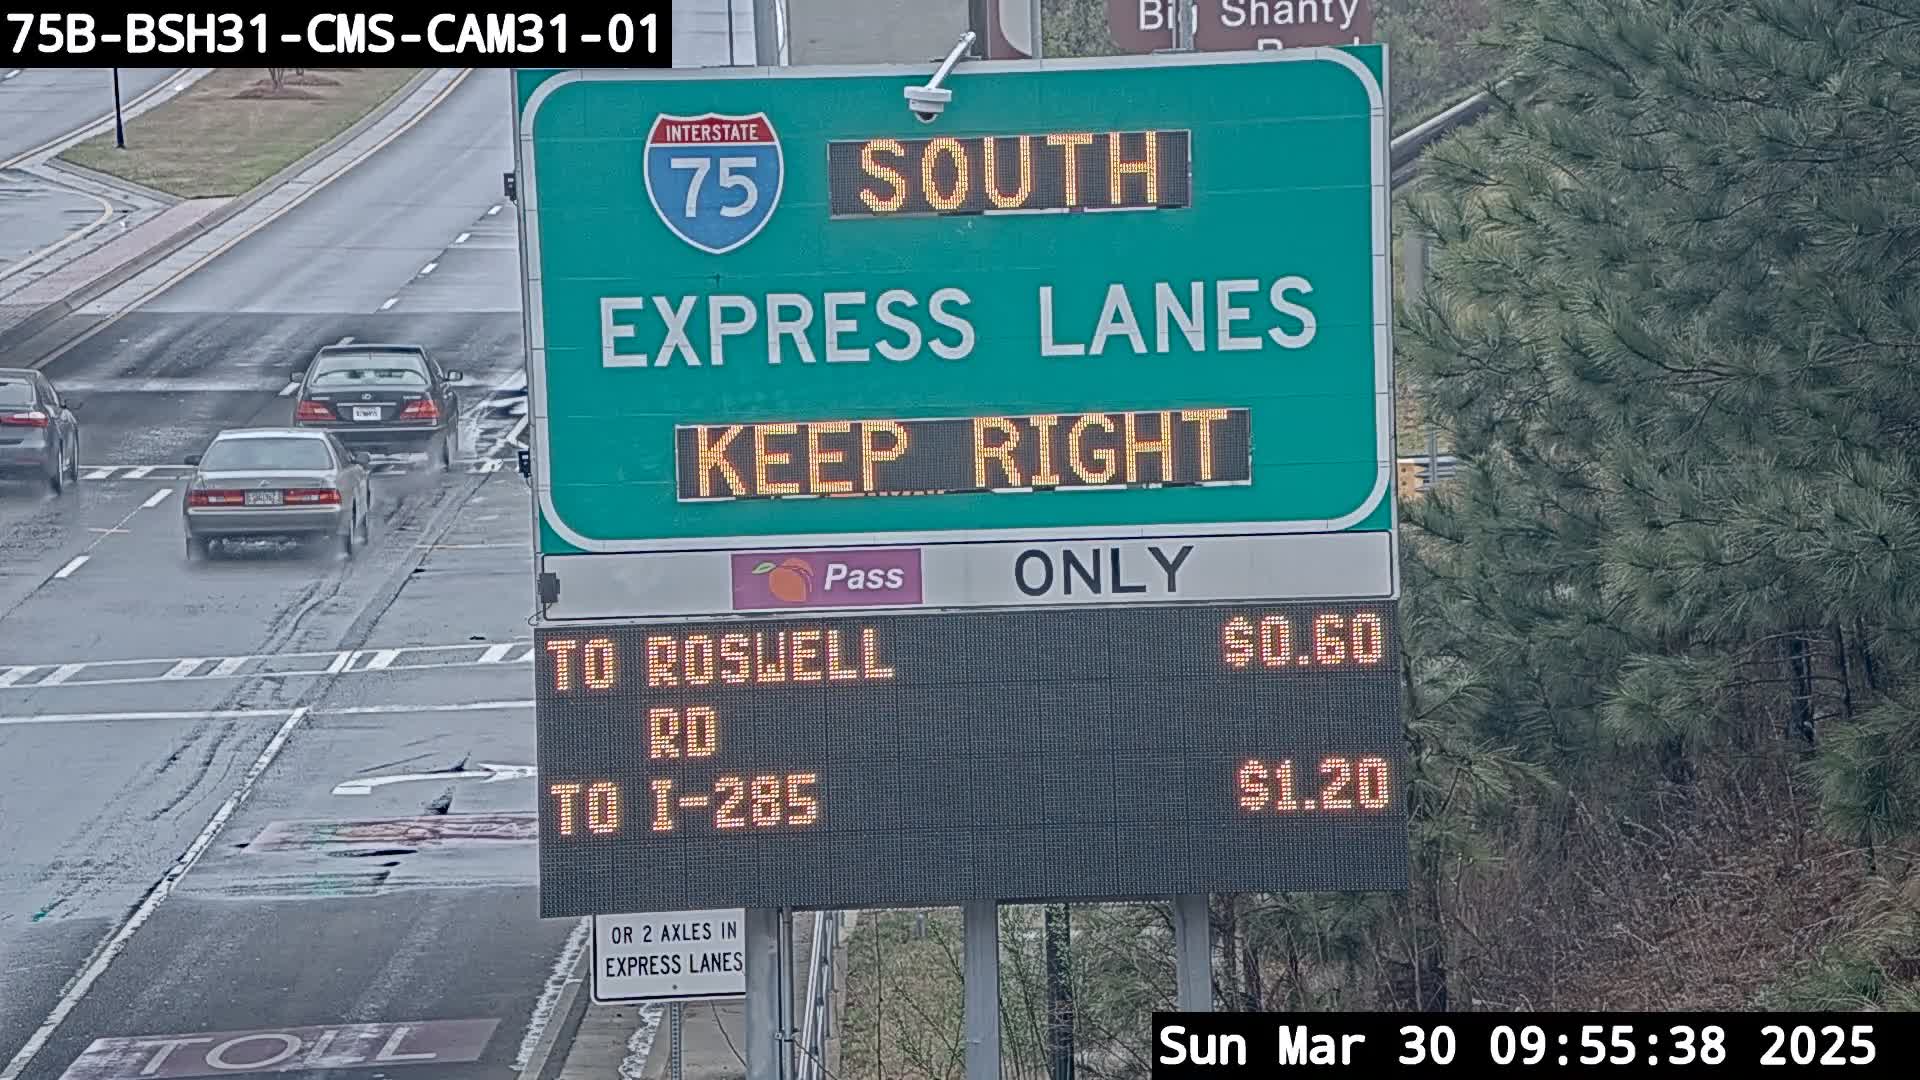 75B-BSH31-CMS-CAM31-01
Big Shanty
INTERSTATE
75
SOUTH
EXPRESS LANES
KEEP RIGHT
Pass
ONLY
TO ROSWELL $0.60
RD
TO I-285 $1.20
OR 2 AXLES IN
EXPRESS LANES
TOLL
Sun Mar 30 09:55:38 2025